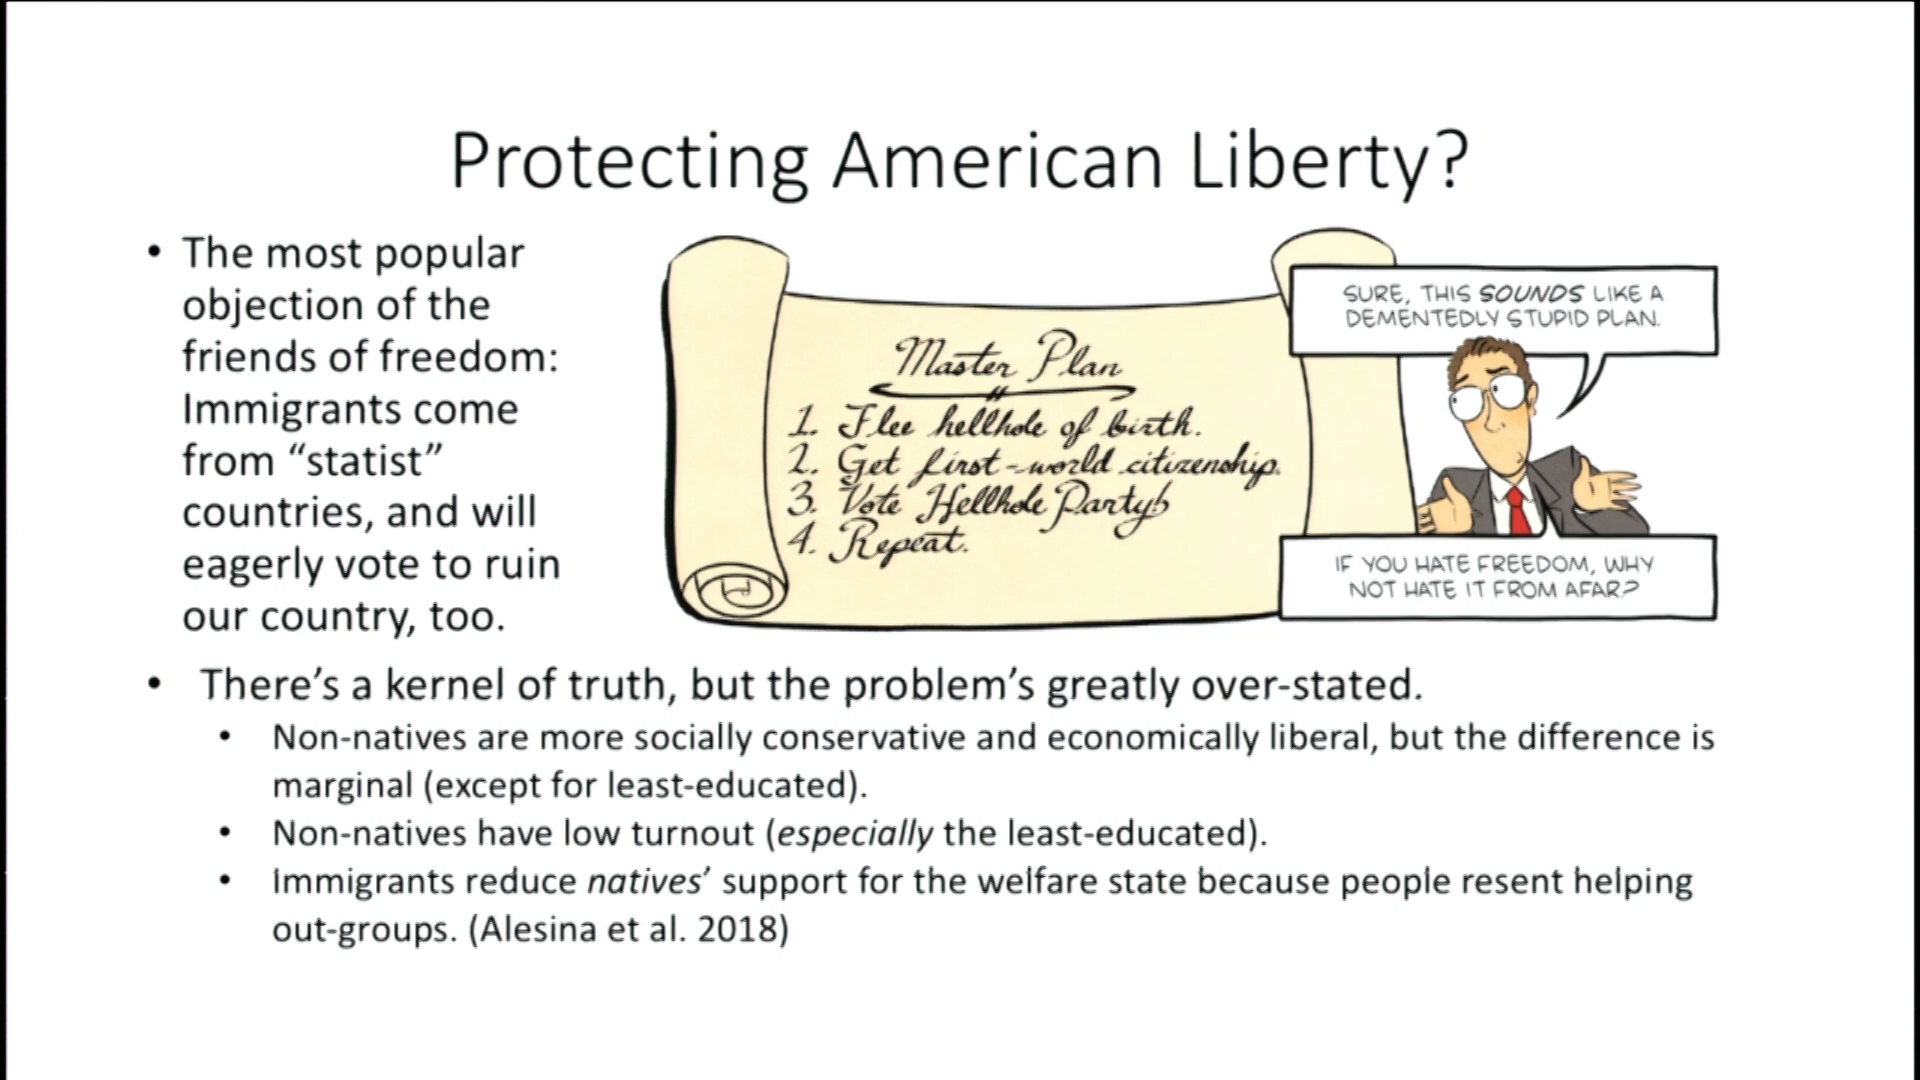 Protecting American Liberty?
• The most popular
objection of the
friends of freedom:
Immigrants come
from “statist”
countries, and will
eagerly vote to ruin
our country, too.
Master Plan
1. Flee hellhole of birth.
2. Get first-world citizenship.
3. Vote Hellhole Party!
4. Repeat.
SURE, THIS SOUNDS LIKE A
DEMENTEDLY STUPID PLAN.
IF YOU HATE FREEDOM, WHY
NOT HATE IT FROM AFAR?
• There’s a kernel of truth, but the problem’s greatly over-stated.
• Non-natives are more socially conservative and economically liberal, but the difference is
marginal (except for least-educated).
• Non-natives have low turnout (especially the least-educated).
• Immigrants reduce natives’ support for the welfare state because people resent helping
out-groups. (Alesina et al. 2018)